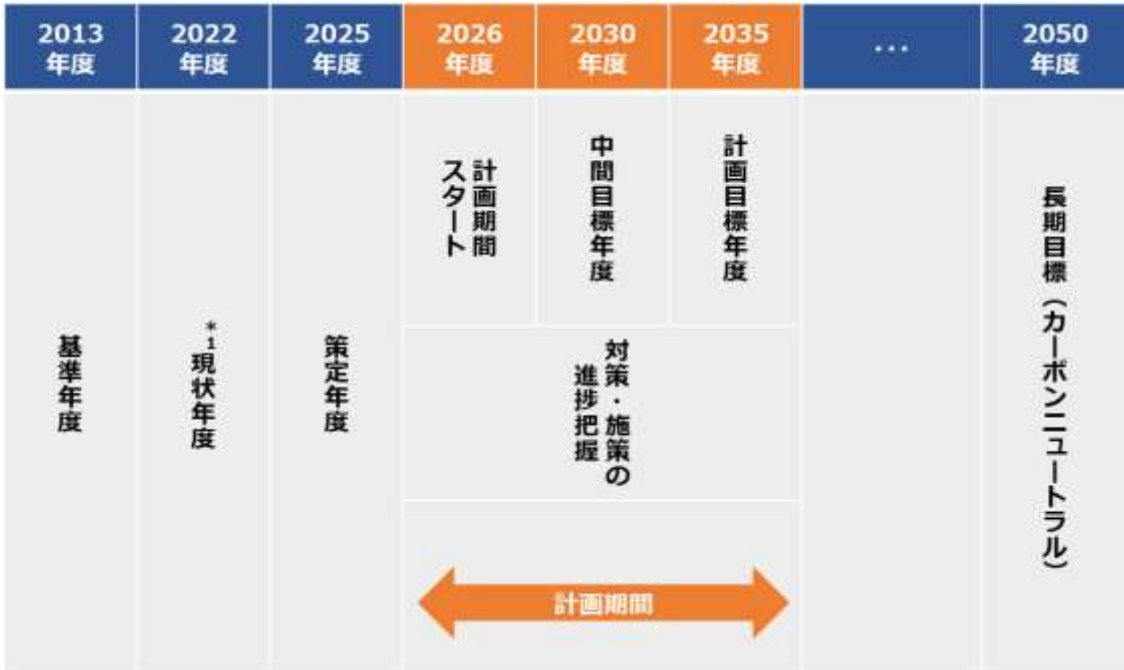 2013
年度
2022
年度
2025
年度
2026
年度
2030
年度
2035
年度
...
2050
年度
基準年度
*1現状年度
策定年度
計画期間
スタート
中間目標年度
計画目標年度
対策・施策の
進捗把握
計画期間
長期目標（カーボンニュートラル）